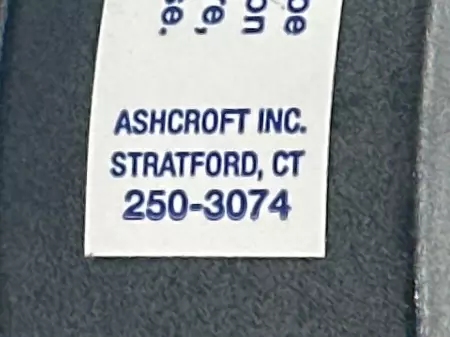 ASHCROFT INC.
STRATFORD, CT
250-3074